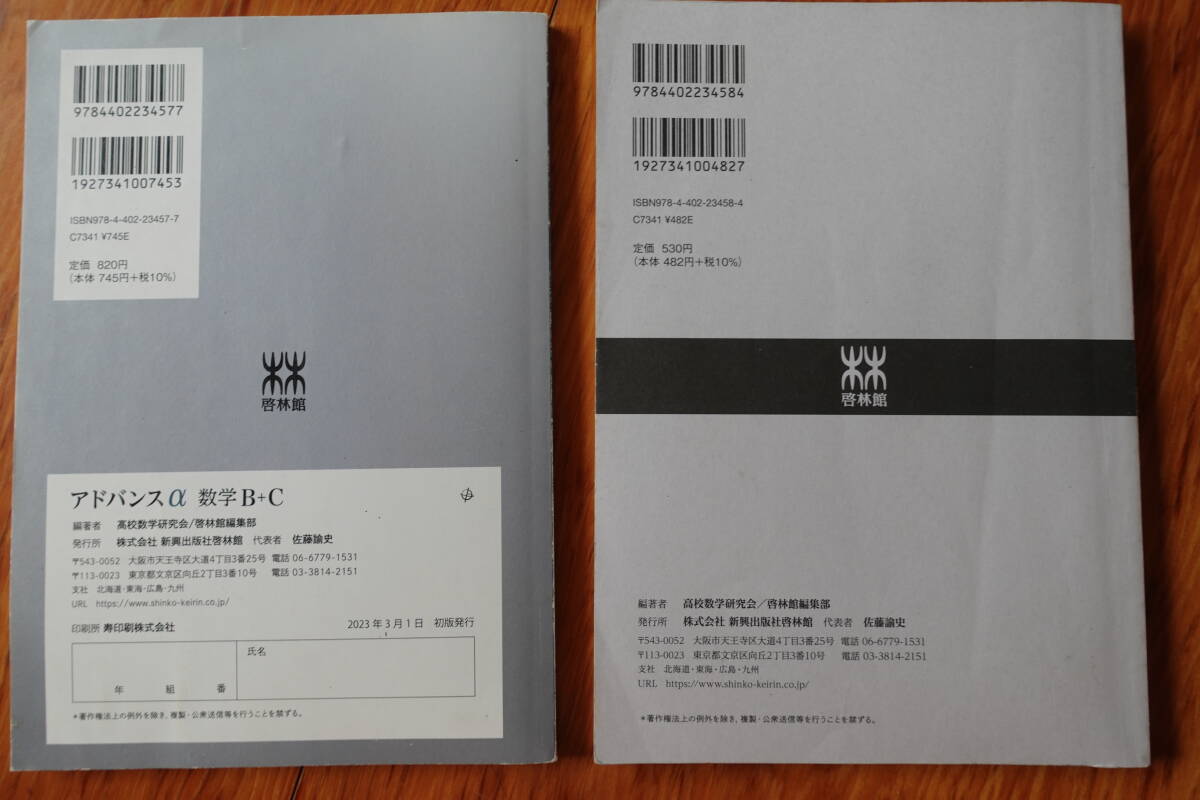 9784402234577
1927341007453
ISBN978-4-402-23457-7
C7341 ¥745E
定価 820円
(本体 745円+税10%)
啓林館
アドバンスα 数学B+C
編著者 高校数学研究会/啓林館編集部
発行所 株式会社 新興出版社啓林館 代表者 佐藤諭史
〒543-0052 大阪市天王寺区大道4丁目3番25号 電話 06-6779-1531
〒113-0023 東京都文京区向丘2丁目3番10号 電話 03-3814-2151
支社 北海道・東海・広島・九州
URL https://www.shinko-keirin.co.jp/
印刷所 寿印刷株式会社
2023年3月1日 初版発行
年 組 番
氏名
*著作権法上の例外を除き,複製・公衆送信等を行うことを禁ずる。
9784402234584
1927341004827
ISBN978-4-402-23458-4
C7341 ¥482E
定価 530円
(本体 482円+税10%)
啓林館
編著者 高校数学研究会/啓林館編集部
発行所 株式会社 新興出版社啓林館 代表者 佐藤諭史
〒543-0052 大阪市天王寺区大道4丁目3番25号 電話 06-6779-1531
〒113-0023 東京都文京区向丘2丁目3番10号 電話 03-3814-2151
支社 北海道・東海・広島・九州
URL https://www.shinko-keirin.co.jp/
*著作権法上の例外を除き,複製・公衆送信等を行うことを禁ずる。